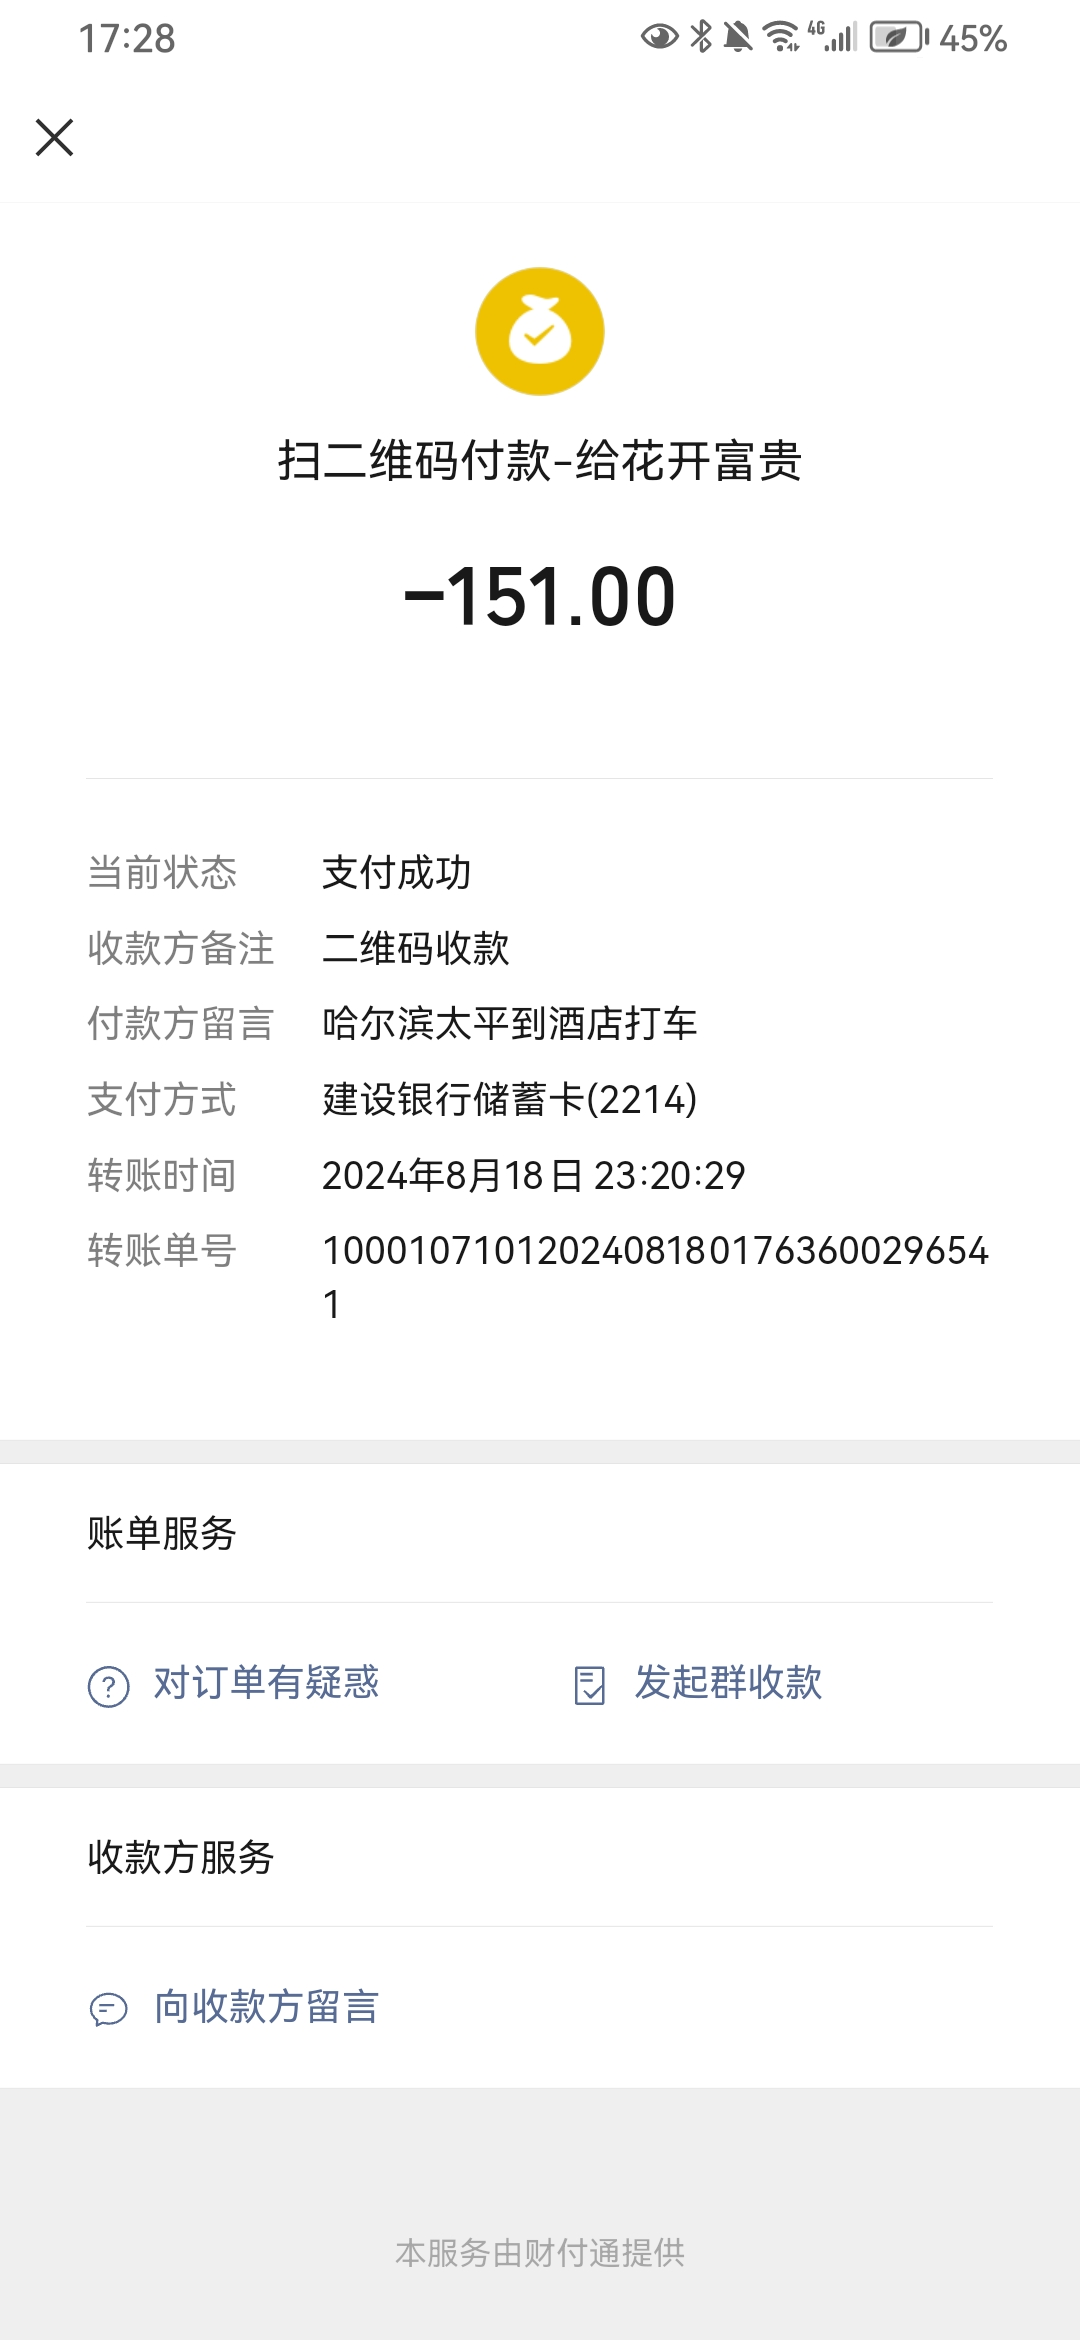 17:28
4G
45%
扫二维码付款-给花开富贵
-151.00
当前状态 支付成功
收款方备注 二维码收款
付款方留言 哈尔滨太平到酒店打车
支付方式 建设银行储蓄卡(2214)
转账时间 2024年8月18日 23:20:29
转账单号 1000107101202408180176360029654
1
账单服务
对订单有疑惑 发起群收款
收款方服务
向收款方留言
本服务由财付通提供